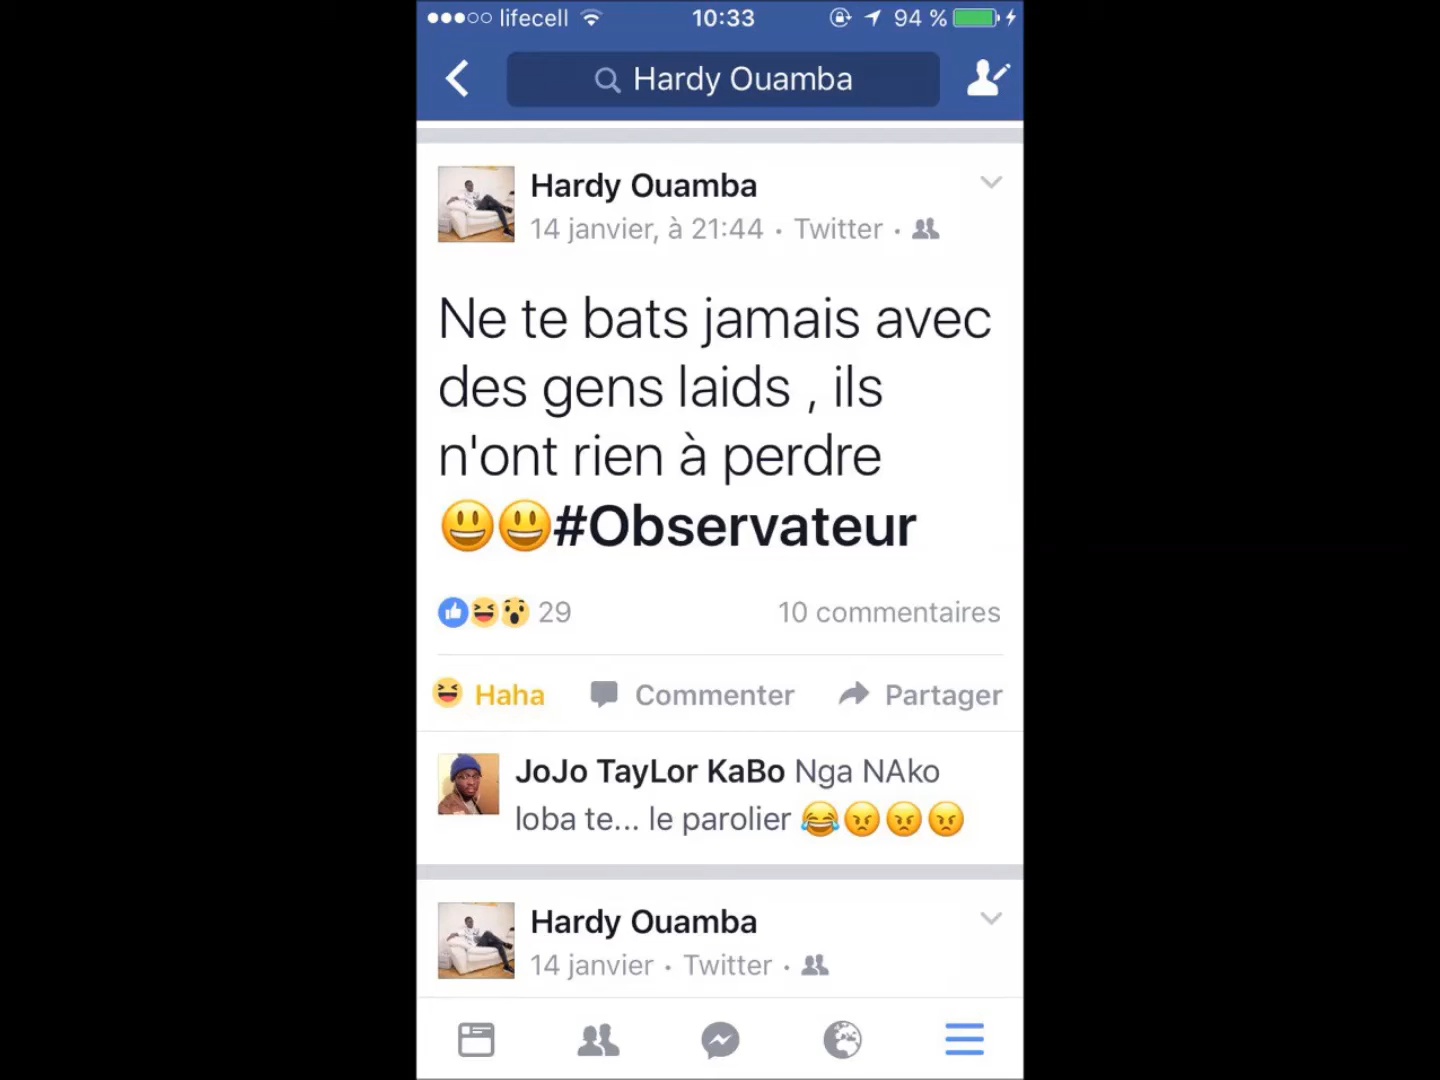 lifecell 10:33 94 %
Hardy Ouamba
Hardy Ouamba
14 janvier, à 21:44 • Twitter •
Ne te bats jamais avec
des gens laids , ils
n'ont rien à perdre
😃😃#Observateur
29 10 commentaires
Haha Commenter Partager
JoJo TayLor KaBo Nga NAko
loba te... le parolier 😂😠😠😠
Hardy Ouamba
14 janvier • Twitter •